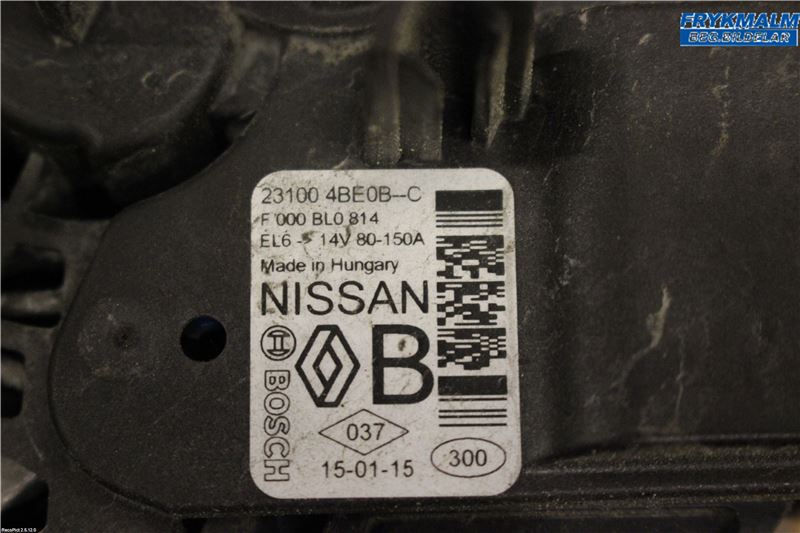 FRYKMALM
BEG.BILDELAR
23100 4BE0B--C
F 000 BL0 814
EL6 - 14V 80-150A
Made in Hungary
NISSAN
B
BOSCH
037
15-01-15
300